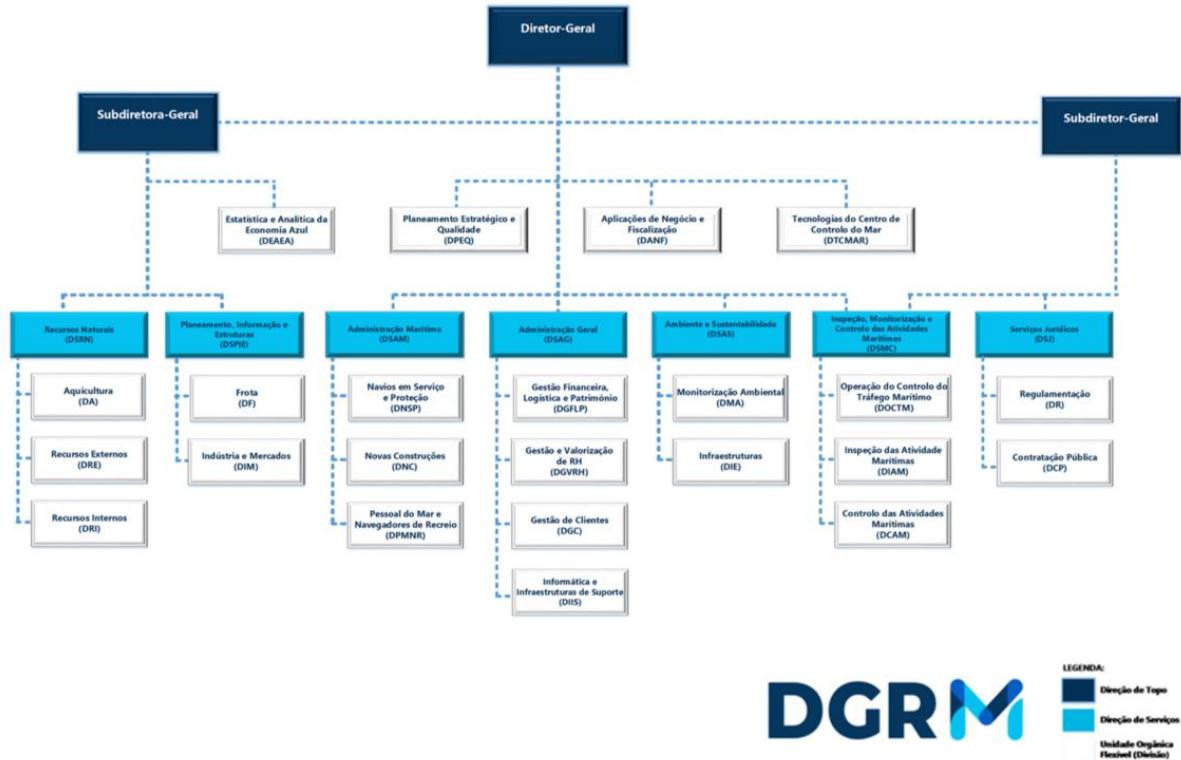 Diretor-Geral
Subdiretora-Geral
Subdiretor-Geral
Estatística e Analítica da
Economia Azul
(DEAEA)
Planeamento Estratégico e
Qualidade
(DPEQ)
Aplicações de Negócio e
Fiscalização
(DANF)
Tecnologias do Centro de
Controlo do Mar
(DTCMAR)
Recursos Naturais
(DSRN)
Planeamento, Informação e
Estruturas
(DSPIE)
Administração Marítima
(DSAM)
Administração Geral
(DSAG)
Ambiente e Sustentabilidade
(DSAS)
Inspeção, Monitorização e
Controlo das Atividades
Marítimas
(DSMC)
Serviços Jurídicos
(DSJ)
Aquicultura
(DA)
Frota
(DF)
Navios em Serviço
e Proteção
(DNSP)
Gestão Financeira,
Logística e Património
(DGFLP)
Monitorização Ambiental
(DMA)
Operação do Controlo do
Tráfego Marítimo
(DOCTM)
Regulamentação
(DR)
Recursos Externos
(DRE)
Indústria e Mercados
(DIM)
Novas Construções
(DNC)
Gestão e Valorização
de RH
(DGVRH)
Infraestruturas
(DIE)
Inspeção das Atividade
Marítimas
(DIAM)
Contratação Pública
(DCP)
Recursos Internos
(DRI)
Pessoal do Mar e
Navegadores de Recreio
(DPMNR)
Gestão de Clientes
(DGC)
Controlo das Atividades
Marítimas
(DCAM)
Informática e
Infraestruturas de Suporte
(DIIS)
DGRM
LEGENDA:
Direção de Topo
Direção de Serviços
Unidade Orgânica
Flexível (Divisão)